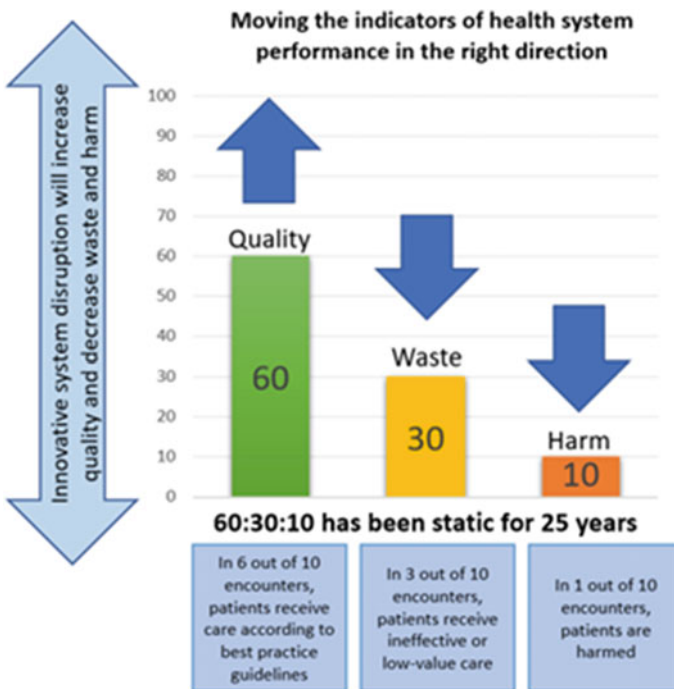 Moving the indicators of health system
performance in the right direction
Innovative system disruption will increase
quality and decrease waste and harm
100
90
80
70
60
50
40
30
20
10
0
Quality
60
Waste
30
Harm
10
60:30:10 has been static for 25 years
In 6 out of 10
encounters,
patients receive
care according to
best practice
guidelines
In 3 out of 10
encounters,
patients receive
ineffective or
low-value care
In 1 out of 10
encounters,
patients are
harmed